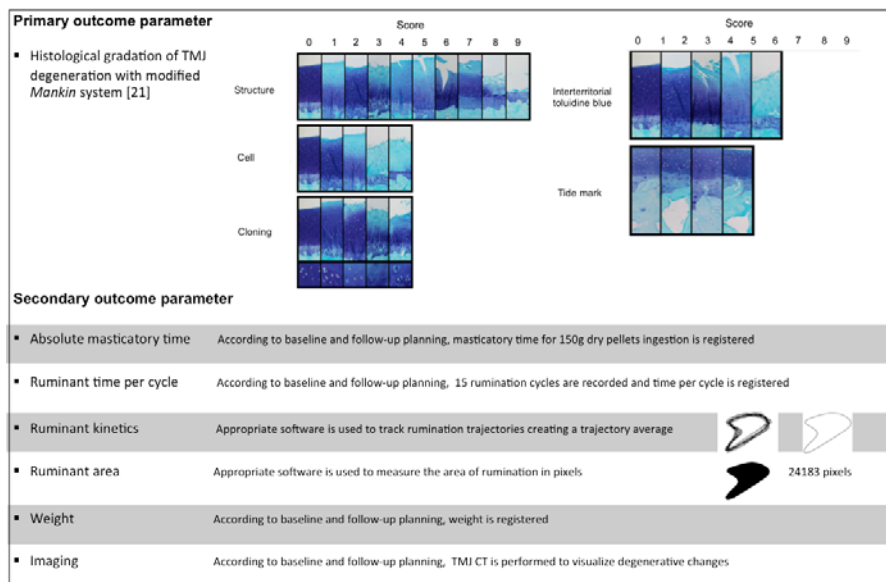 Primary outcome parameter
▪ Histological gradation of TMJ
degeneration with modified
Mankin system [21]
Score
0 1 2 3 4 5 6 7 8 9
Structure
Cell
Cloning
Score
0 1 2 3 4 5 6 7 8 9
Interterritorial
toluidine blue
Tide mark
Secondary outcome parameter
▪ Absolute masticatory time According to baseline and follow-up planning, masticatory time for 150g dry pellets ingestion is registered
▪ Ruminant time per cycle According to baseline and follow-up planning, 15 rumination cycles are recorded and time per cycle is registered
▪ Ruminant kinetics Appropriate software is used to track rumination trajectories creating a trajectory average
▪ Ruminant area Appropriate software is used to measure the area of rumination in pixels 24183 pixels
▪ Weight According to baseline and follow-up planning, weight is registered
▪ Imaging According to baseline and follow-up planning, TMJ CT is performed to visualize degenerative changes